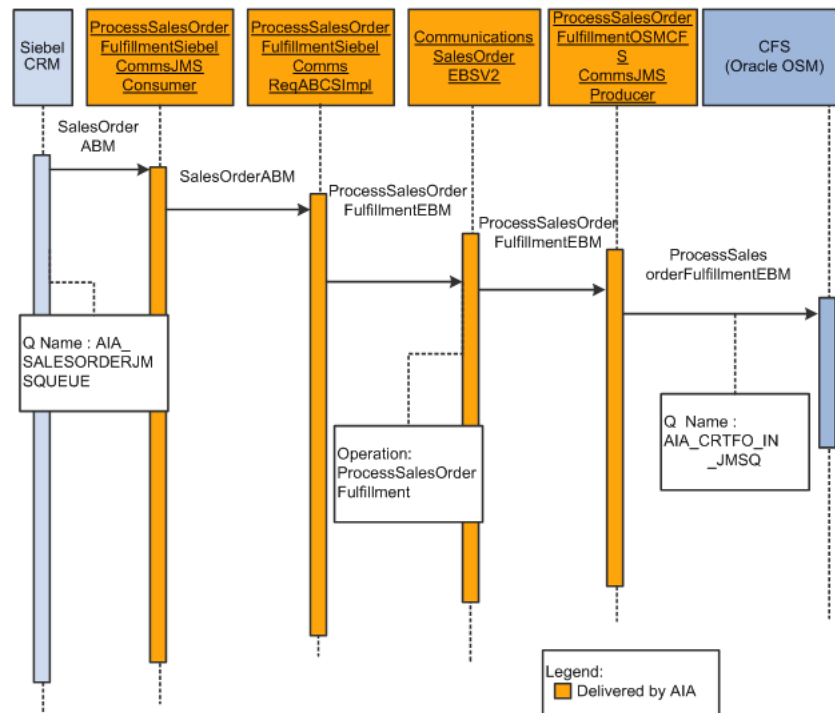 Siebel
CRM
ProcessSalesOrder
FulfillmentSiebel
CommsJMS
Consumer
ProcessSalesOrder
FulfillmentSiebel
Comms
ReqABCSImpl
Communications
SalesOrder
EBSV2
ProcessSalesOrder
FulfillmentOSMCF
S
CommsJMS
Producer
CFS
(Oracle OSM)
SalesOrder
ABM
SalesOrderABM
ProcessSalesOrder
FulfillmentEBM
ProcessSalesOrder
FulfillmentEBM
ProcessSales
orderFulfillmentEBM
Q Name : AIA_
SALESORDERJM
SQUEUE
Operation:
ProcessSalesOrder
Fulfillment
Q Name :
AIA_CRTFO_IN
_JMSQ
Legend:
Delivered by AIA